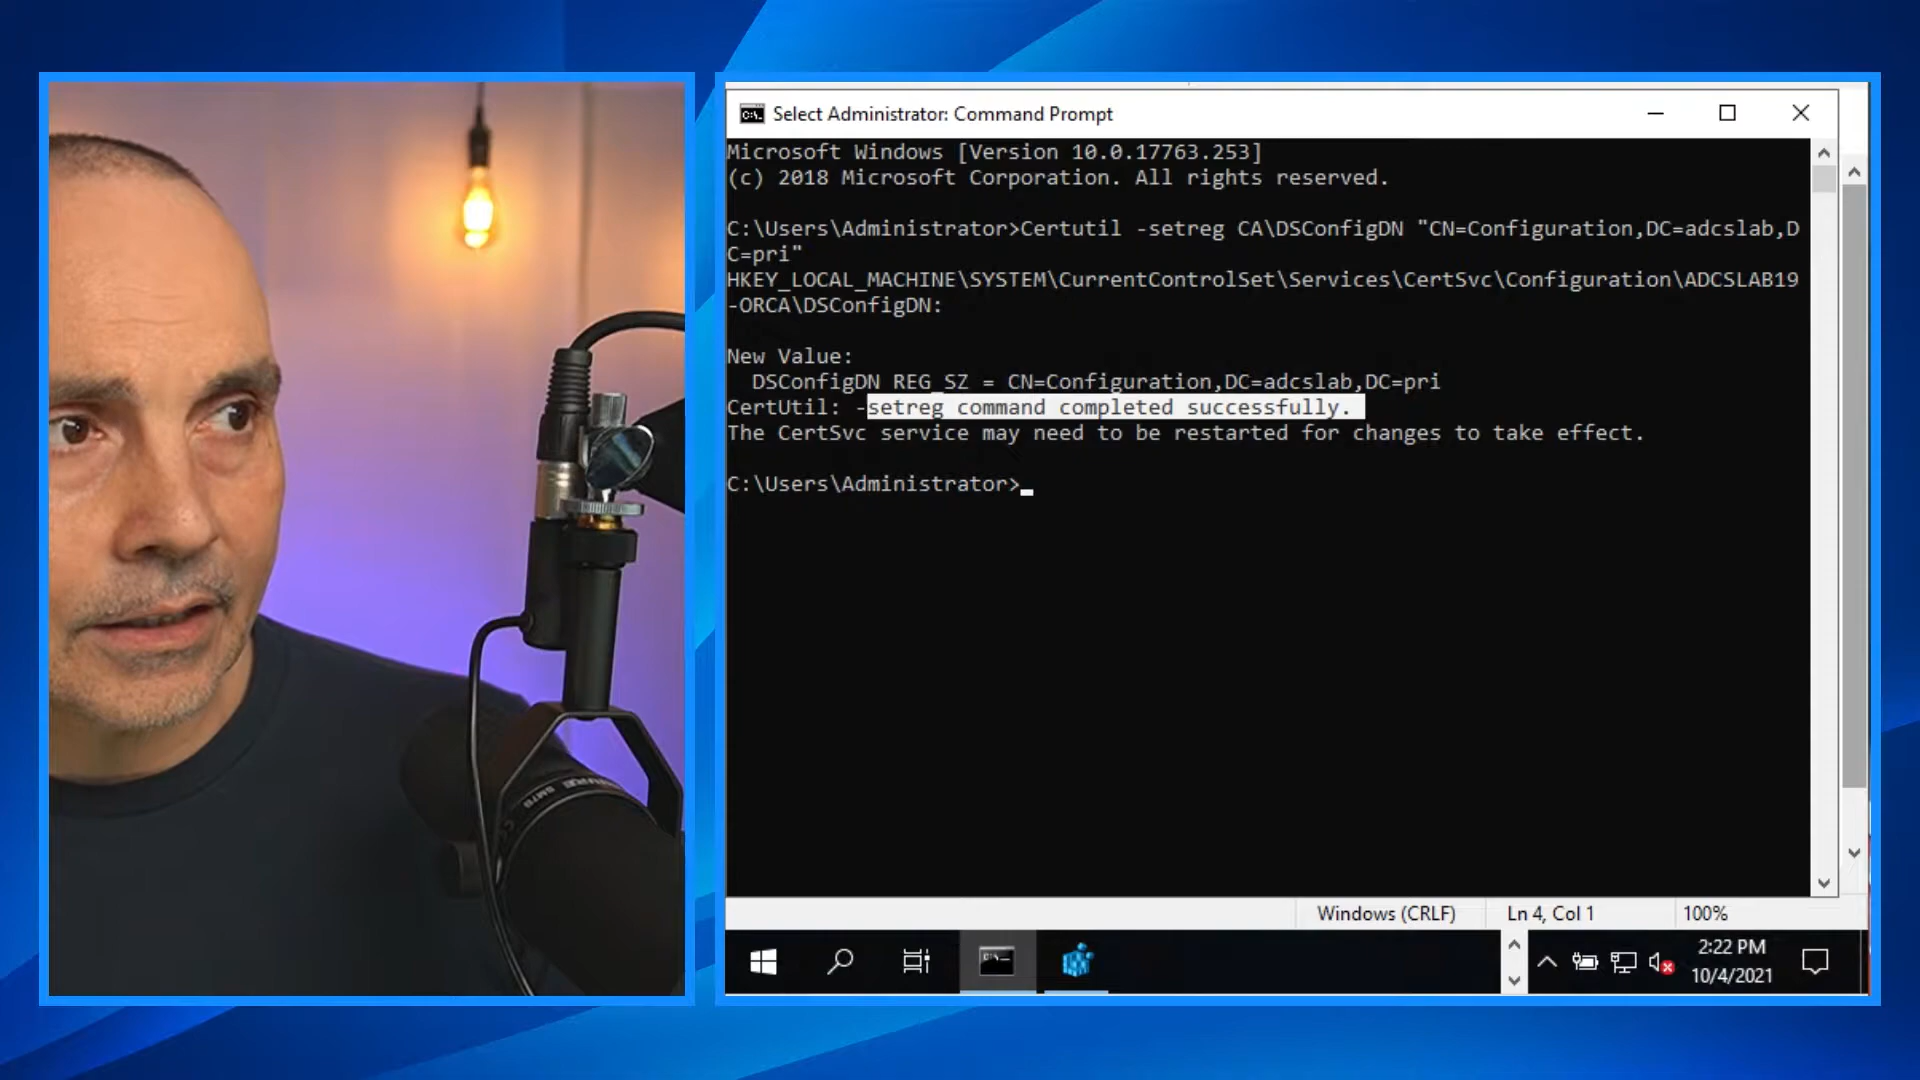 Select Administrator: Command Prompt
Microsoft Windows [Version 10.0.17763.253]
(c) 2018 Microsoft Corporation. All rights reserved.
C:\Users\Administrator>Certutil -setreg CA\DSConfigDN "CN=Configuration,DC=adcslab,D
C=pri"
HKEY_LOCAL_MACHINE\SYSTEM\CurrentControlSet\Services\CertSvc\Configuration\ADCSLAB19
-ORCA\DSConfigDN:
New Value:
DSConfigDN REG_SZ = CN=Configuration,DC=adcslab,DC=pri
CertUtil: -setreg command completed successfully.
The CertSvc service may need to be restarted for changes to take effect.
C:\Users\Administrator>_
SHURE SM7B
Windows (CRLF)
Ln 4, Col 1
100%
2:22 PM
10/4/2021